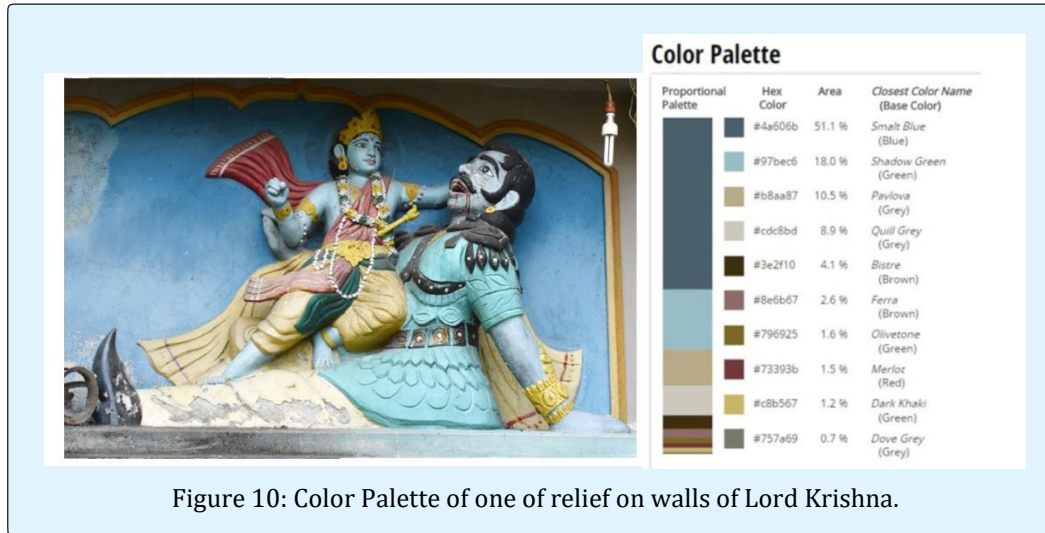 Color Palette
Proportional Palette Hex Color Area Closest Color Name (Base Color)
#4a606b 51.1 % Smalt Blue (Blue)
#97bec6 18.0 % Shadow Green (Green)
#b8aa87 10.5 % Pavlova (Grey)
#cdc8bd 8.9 % Quill Grey (Grey)
#3e2f10 4.1 % Bistre (Brown)
#8e6b67 2.6 % Ferra (Brown)
#796925 1.6 % Olivetone (Green)
#73393b 1.5 % Merlot (Red)
#c8b567 1.2 % Dark Khaki (Green)
#757a69 0.7 % Dove Grey (Grey)
Figure 10: Color Palette of one of relief on walls of Lord Krishna.